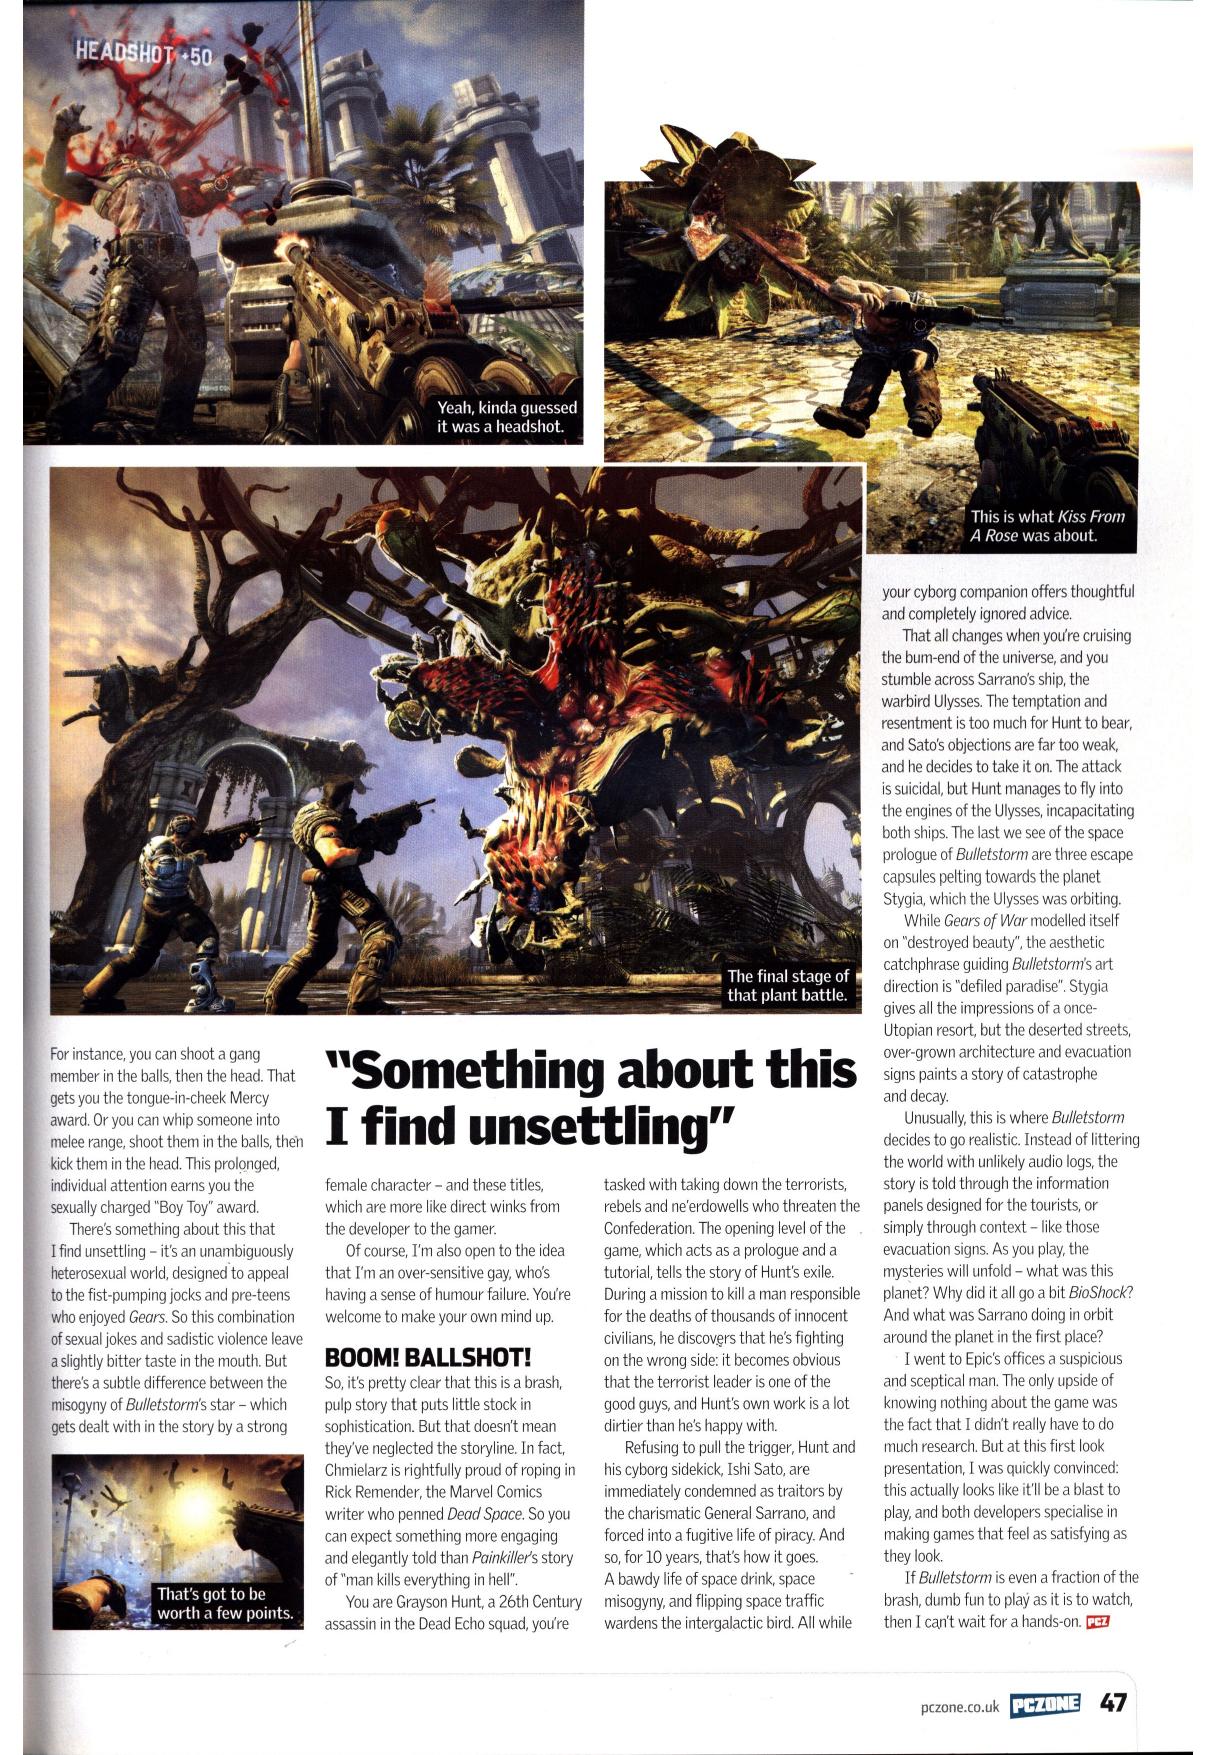 HEADSHOT +50
Yeah, kinda guessed
it was a headshot.
This is what Kiss From
A Rose was about.
The final stage of
that plant battle.
For instance, you can shoot a gang
member in the balls, then the head. That
gets you the tongue-in-cheek Mercy
award. Or you can whip someone into
melee range, shoot them in the balls, then
kick them in the head. This prolonged,
individual attention earns you the
sexually charged “Boy Toy” award.
There’s something about this that
I find unsettling – it’s an unambiguously
heterosexual world, designed to appeal
to the fist-pumping jocks and pre-teens
who enjoyed Gears. So this combination
of sexual jokes and sadistic violence leave
a slightly bitter taste in the mouth. But
there’s a subtle difference between the
misogyny of Bulletstorm’s star – which
gets dealt with in the story by a strong
That’s got to be
worth a few points.
“Something about this
I find unsettling”
female character – and these titles,
which are more like direct winks from
the developer to the gamer.
Of course, I’m also open to the idea
that I’m an over-sensitive gay, who’s
having a sense of humour failure. You’re
welcome to make your own mind up.
BOOM! BALLSHOT!
So, it’s pretty clear that this is a brash,
pulp story that puts little stock in
sophistication. But that doesn’t mean
they’ve neglected the storyline. In fact,
Chmielarz is rightfully proud of roping in
Rick Remender, the Marvel Comics
writer who penned Dead Space. So you
can expect something more engaging
and elegantly told than Painkiller’s story
of “man kills everything in hell”.
You are Grayson Hunt, a 26th Century
assassin in the Dead Echo squad, you’re
tasked with taking down the terrorists,
rebels and ne’erdowells who threaten the
Confederation. The opening level of the
game, which acts as a prologue and a
tutorial, tells the story of Hunt’s exile.
During a mission to kill a man responsible
for the deaths of thousands of innocent
civilians, he discovers that he’s fighting
on the wrong side: it becomes obvious
that the terrorist leader is one of the
good guys, and Hunt’s own work is a lot
dirtier than he’s happy with.
Refusing to pull the trigger, Hunt and
his cyborg sidekick, Ishi Sato, are
immediately condemned as traitors by
the charismatic General Sarrano, and
forced into a fugitive life of piracy. And
so, for 10 years, that’s how it goes.
A bawdy life of space drink, space
misogyny, and flipping space traffic
wardens the intergalactic bird. All while
your cyborg companion offers thoughtful
and completely ignored advice.
That all changes when you’re cruising
the bum-end of the universe, and you
stumble across Sarrano’s ship, the
warbird Ulysses. The temptation and
resentment is too much for Hunt to bear,
and Sato’s objections are far too weak,
and he decides to take it on. The attack
is suicidal, but Hunt manages to fly into
the engines of the Ulysses, incapacitating
both ships. The last we see of the space
prologue of Bulletstorm are three escape
capsules pelting towards the planet
Stygia, which the Ulysses was orbiting.
While Gears of War modelled itself
on “destroyed beauty”, the aesthetic
catchphrase guiding Bulletstorm’s art
direction is “defiled paradise”. Stygia
gives all the impressions of a once-
Utopian resort, but the deserted streets,
over-grown architecture and evacuation
signs paints a story of catastrophe
and decay.
Unusually, this is where Bulletstorm
decides to go realistic. Instead of littering
the world with unlikely audio logs, the
story is told through the information
panels designed for the tourists, or
simply through context – like those
evacuation signs. As you play, the
mysteries will unfold – what was this
planet? Why did it all go a bit BioShock?
And what was Sarrano doing in orbit
around the planet in the first place?
I went to Epic’s offices a suspicious
and sceptical man. The only upside of
knowing nothing about the game was
the fact that I didn’t really have to do
much research. But at this first look
presentation, I was quickly convinced:
this actually looks like it’ll be a blast to
play, and both developers specialise in
making games that feel as satisfying as
they look.
If Bulletstorm is even a fraction of the
brash, dumb fun to play as it is to watch,
then I can’t wait for a hands-on. PCZ
pczone.co.uk PCZONE 47